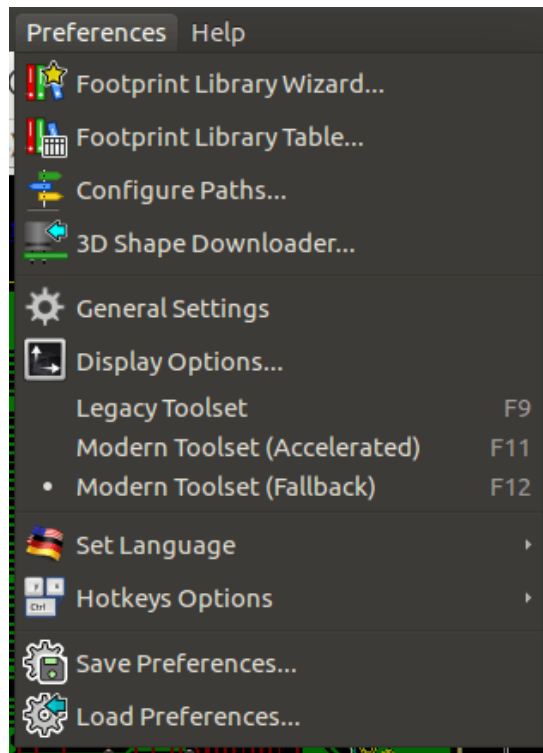 Preferences Help
Footprint Library Wizard...
Footprint Library Table...
Configure Paths...
3D Shape Downloader...
General Settings
Display Options...
Legacy Toolset F9
Modern Toolset (Accelerated) F11
• Modern Toolset (Fallback) F12
Set Language
Hotkeys Options
Ctrl
Save Preferences...
Load Preferences...